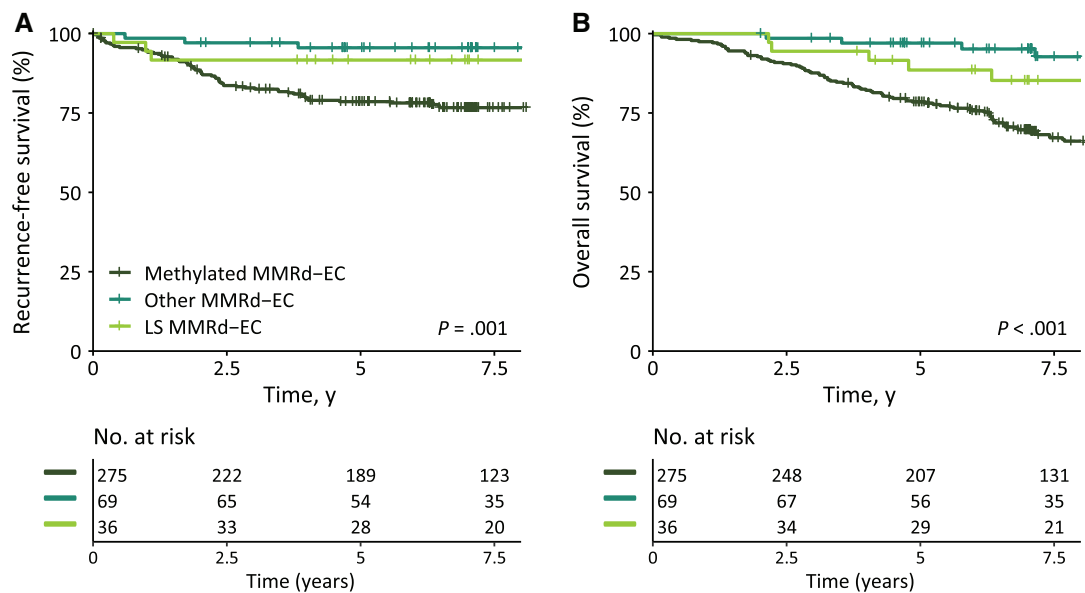 A
Recurrence-free survival (%)
100
75
50
25
0
Methylated MMRd−EC
Other MMRd−EC
LS MMRd−EC
P = .001
0 2.5 5 7.5
Time, y
No. at risk
275 222 189 123
69 65 54 35
36 33 28 20
0 2.5 5 7.5
Time (years)
B
Overall survival (%)
100
75
50
25
0
P < .001
0 2.5 5 7.5
Time, y
No. at risk
275 248 207 131
69 67 56 35
36 34 29 21
0 2.5 5 7.5
Time (years)